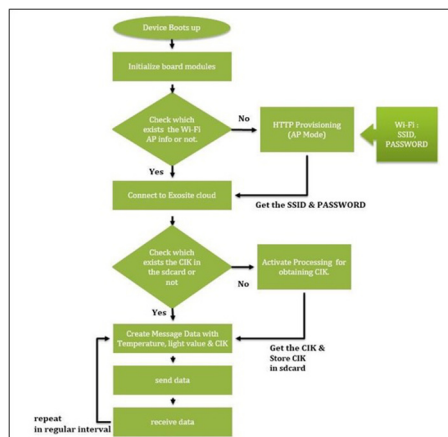 Device Boots up
Initialize board modules
Check which
exists the Wi-Fi
AP info or not.
No
HTTP Provisioning
(AP Mode)
Wi-Fi :
SSID,
PASSWORD
Yes
Get the SSID & PASSWORD
Connect to Exosite cloud
Check which
exists the CIK in
the sdcard or
not
No
Activate Processing for
obtaining CIK.
Yes
Get the CIK &
Store CIK
in sdcard
Create Message Data with
Temperature, light value & CIK
send data
repeat
in regular interval
receive data